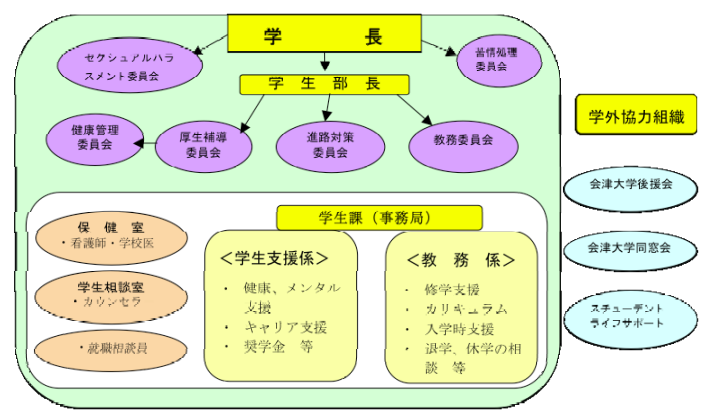 学　長
セクシュアルハラ
スメント委員会
苦情処理
委員会
学 生 部 長
健康管理
委員会
厚生補導
委員会
進路対策
委員会
教務委員会
学外協力組織
会津大学後援会
会津大学同窓会
スチューデント
ライフサポート
学生課（事務局）
保 健 室
・看護師・学校医
学生相談室
・カウンセラ
・就職相談員
＜学生支援係＞
・ 健康、メンタル
支援
・ キャリア支援
・ 奨学金　等
＜教 務 係＞
・ 修学支援
・ カリキュラム
・ 入学時支援
・ 退学、休学の相
談　等